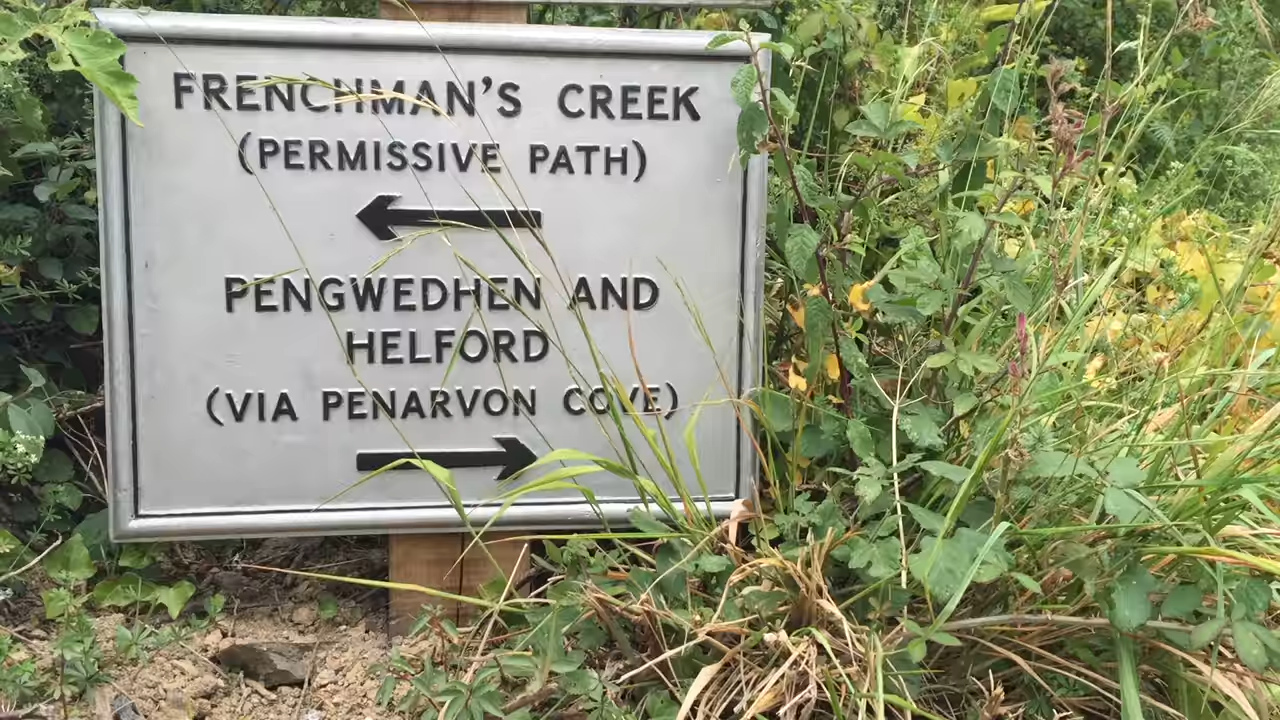 FRENCHMAN'S CREEK
(PERMISSIVE PATH)
PENGWEDHEN AND
HELFORD
(VIA PENARVON COVE)